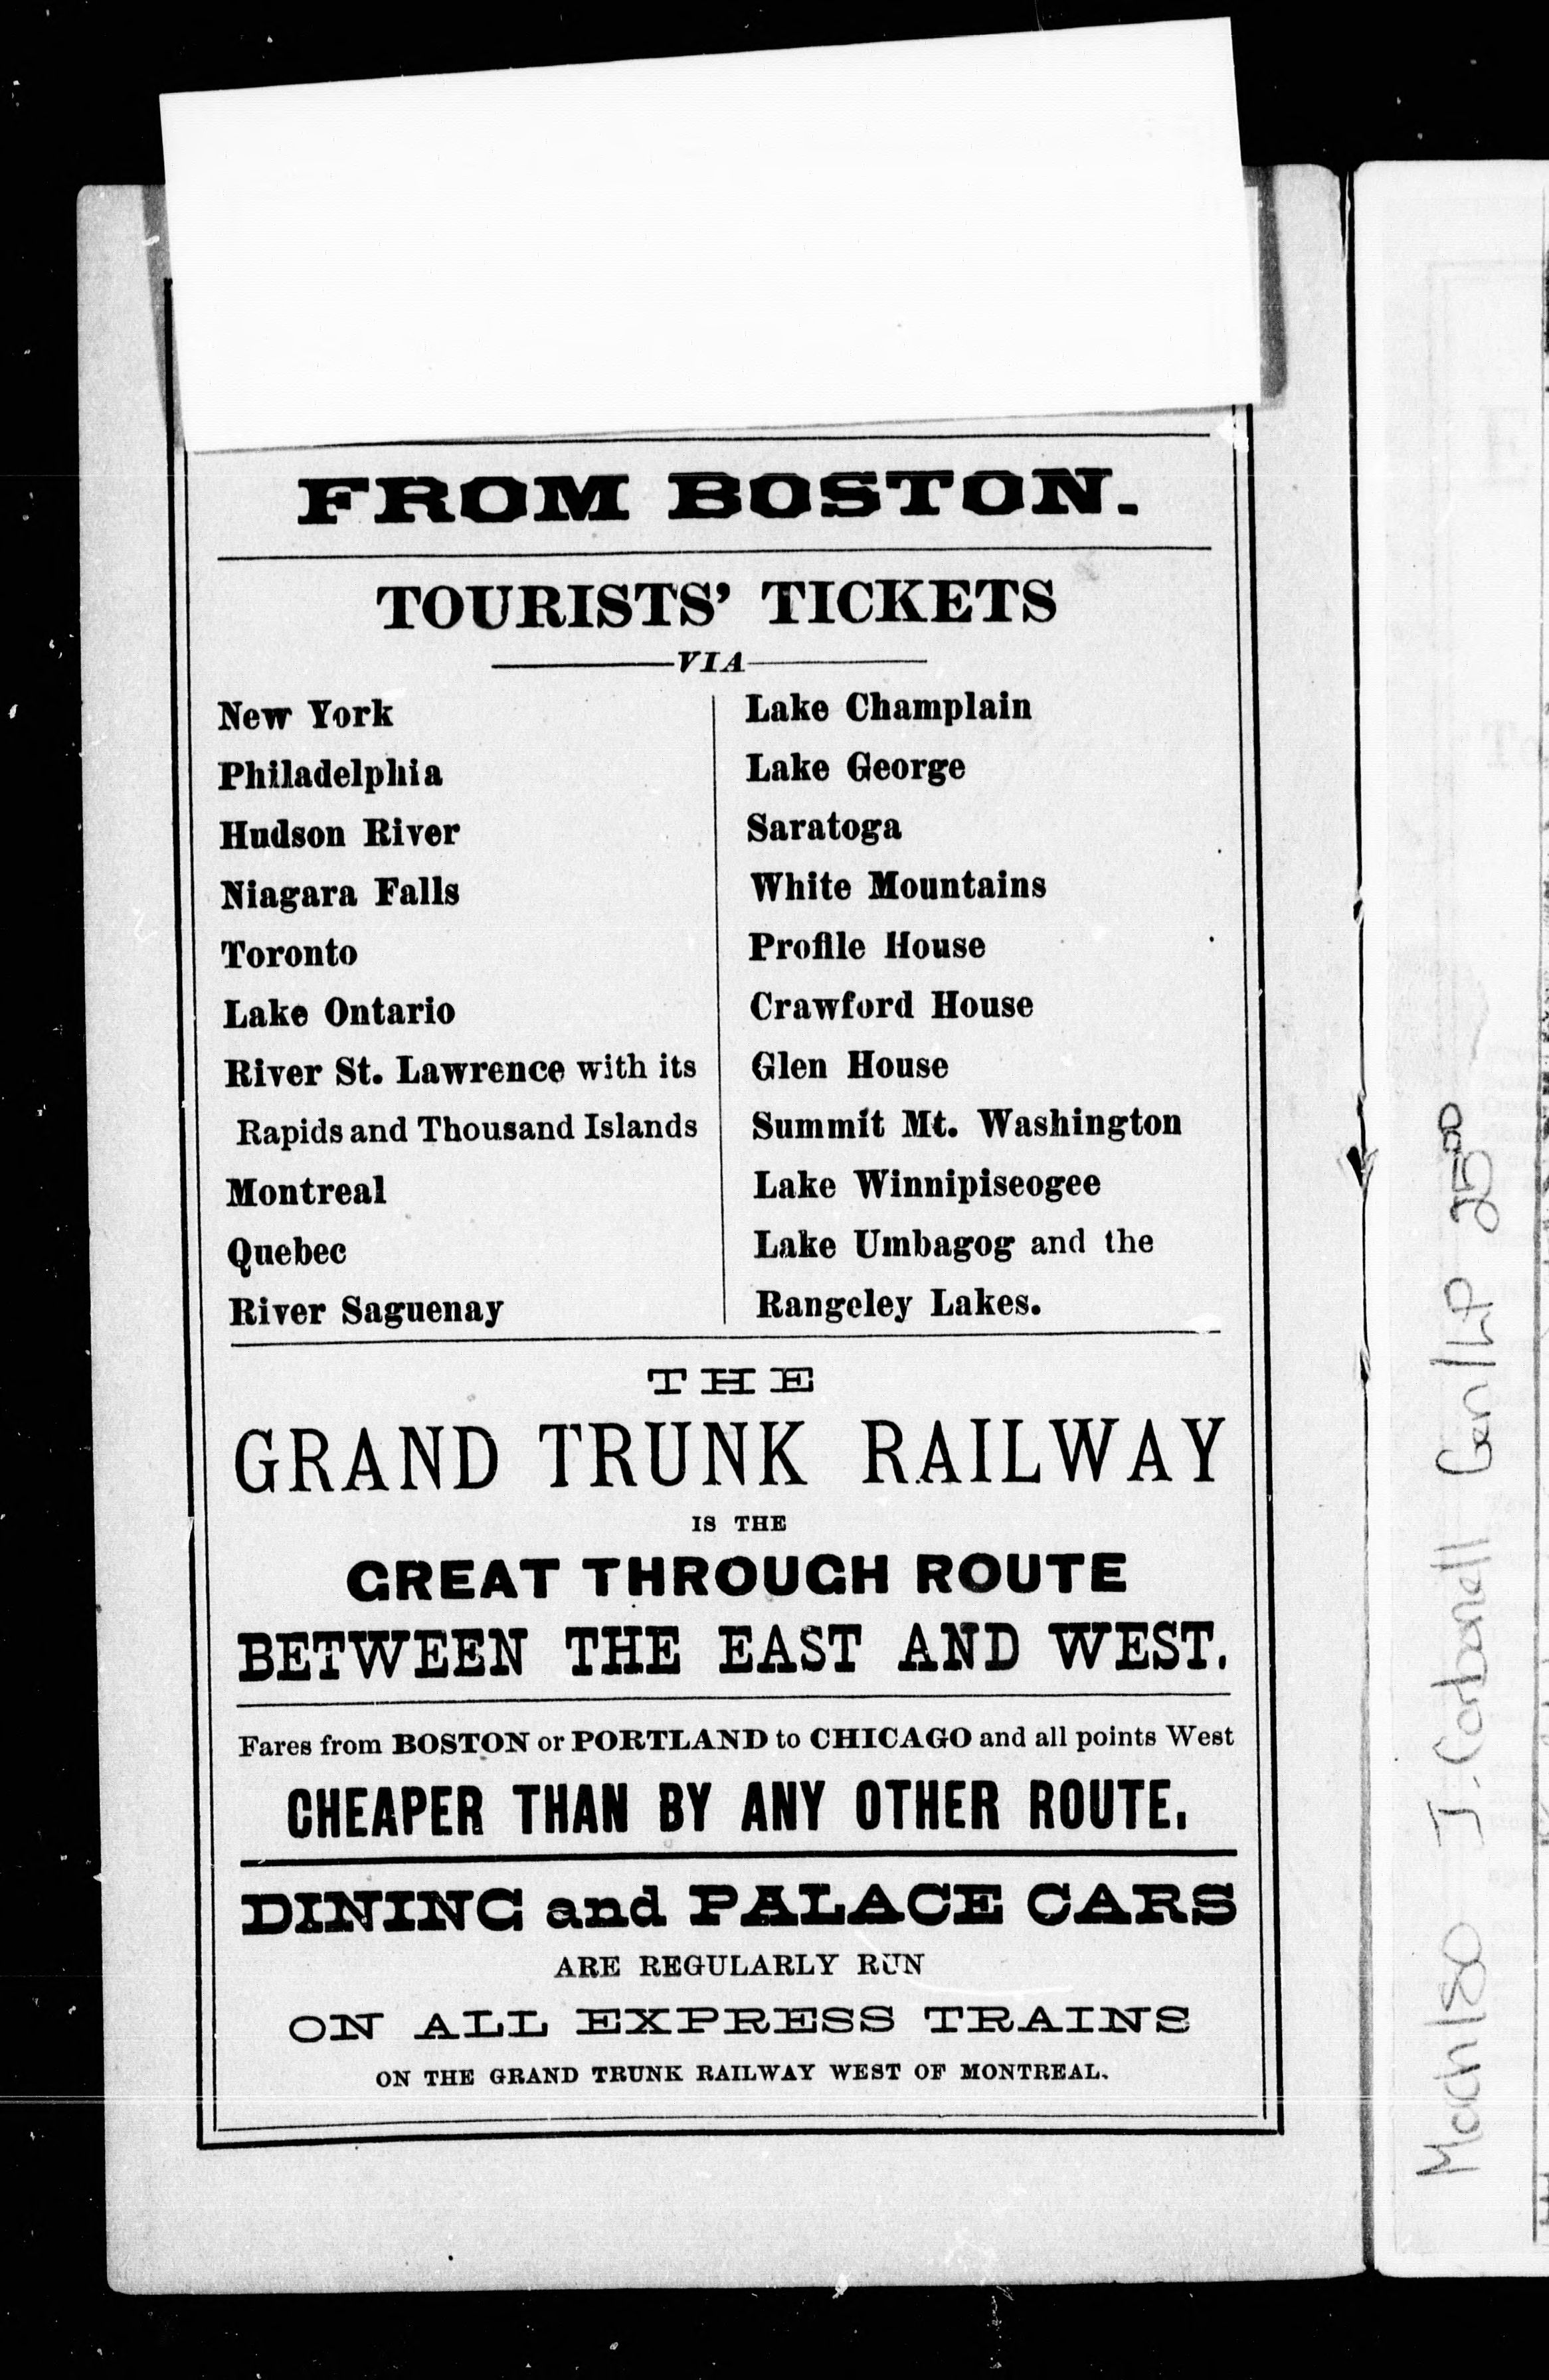 FROM BOSTON.
TOURISTS' TICKETS
VIA
New York
Philadelphia
Hudson River
Niagara Falls
Toronto
Lake Ontario
River St. Lawrence with its
Rapids and Thousand Islands
Montreal
Quebec
River Saguenay
Lake Champlain
Lake George
Saratoga
White Mountains
Profile House
Crawford House
Glen House
Summit Mt. Washington
Lake Winnipiseogee
Lake Umbagog and the
Rangeley Lakes.
THE
GRAND TRUNK RAILWAY
IS THE
GREAT THROUGH ROUTE
BETWEEN THE EAST AND WEST.
Fares from BOSTON or PORTLAND to CHICAGO and all points West
CHEAPER THAN BY ANY OTHER ROUTE.
DINING and PALACE CARS
ARE REGULARLY RUN
ON ALL EXPRESS TRAINS
ON THE GRAND TRUNK RAILWAY WEST OF MONTREAL.
J.